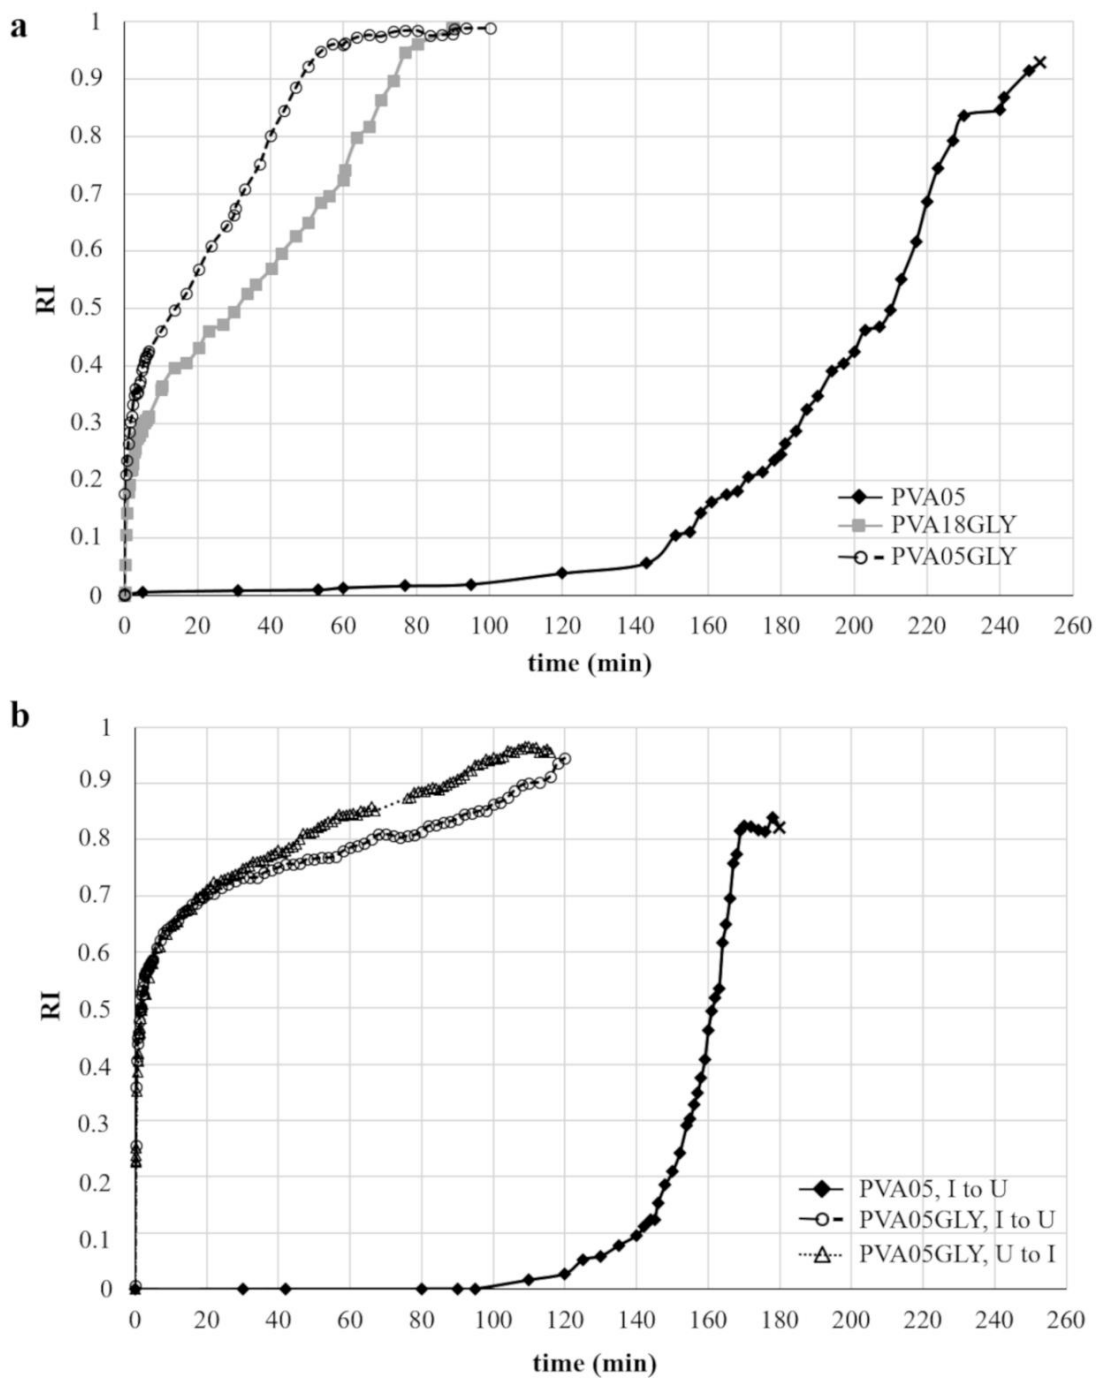 a
1
0.9
0.8
0.7
0.6
0.5
0.4
0.3
0.2
0.1
0
RI
PVA05
PVA18GLY
PVA05GLY
0 20 40 60 80 100 120 140 160 180 200 220 240 260
time (min)
b
1
0.9
0.8
0.7
0.6
0.5
0.4
0.3
0.2
0.1
0
RI
PVA05, I to U
PVA05GLY, I to U
PVA05GLY, U to I
0 20 40 60 80 100 120 140 160 180 200 220 240 260
time (min)